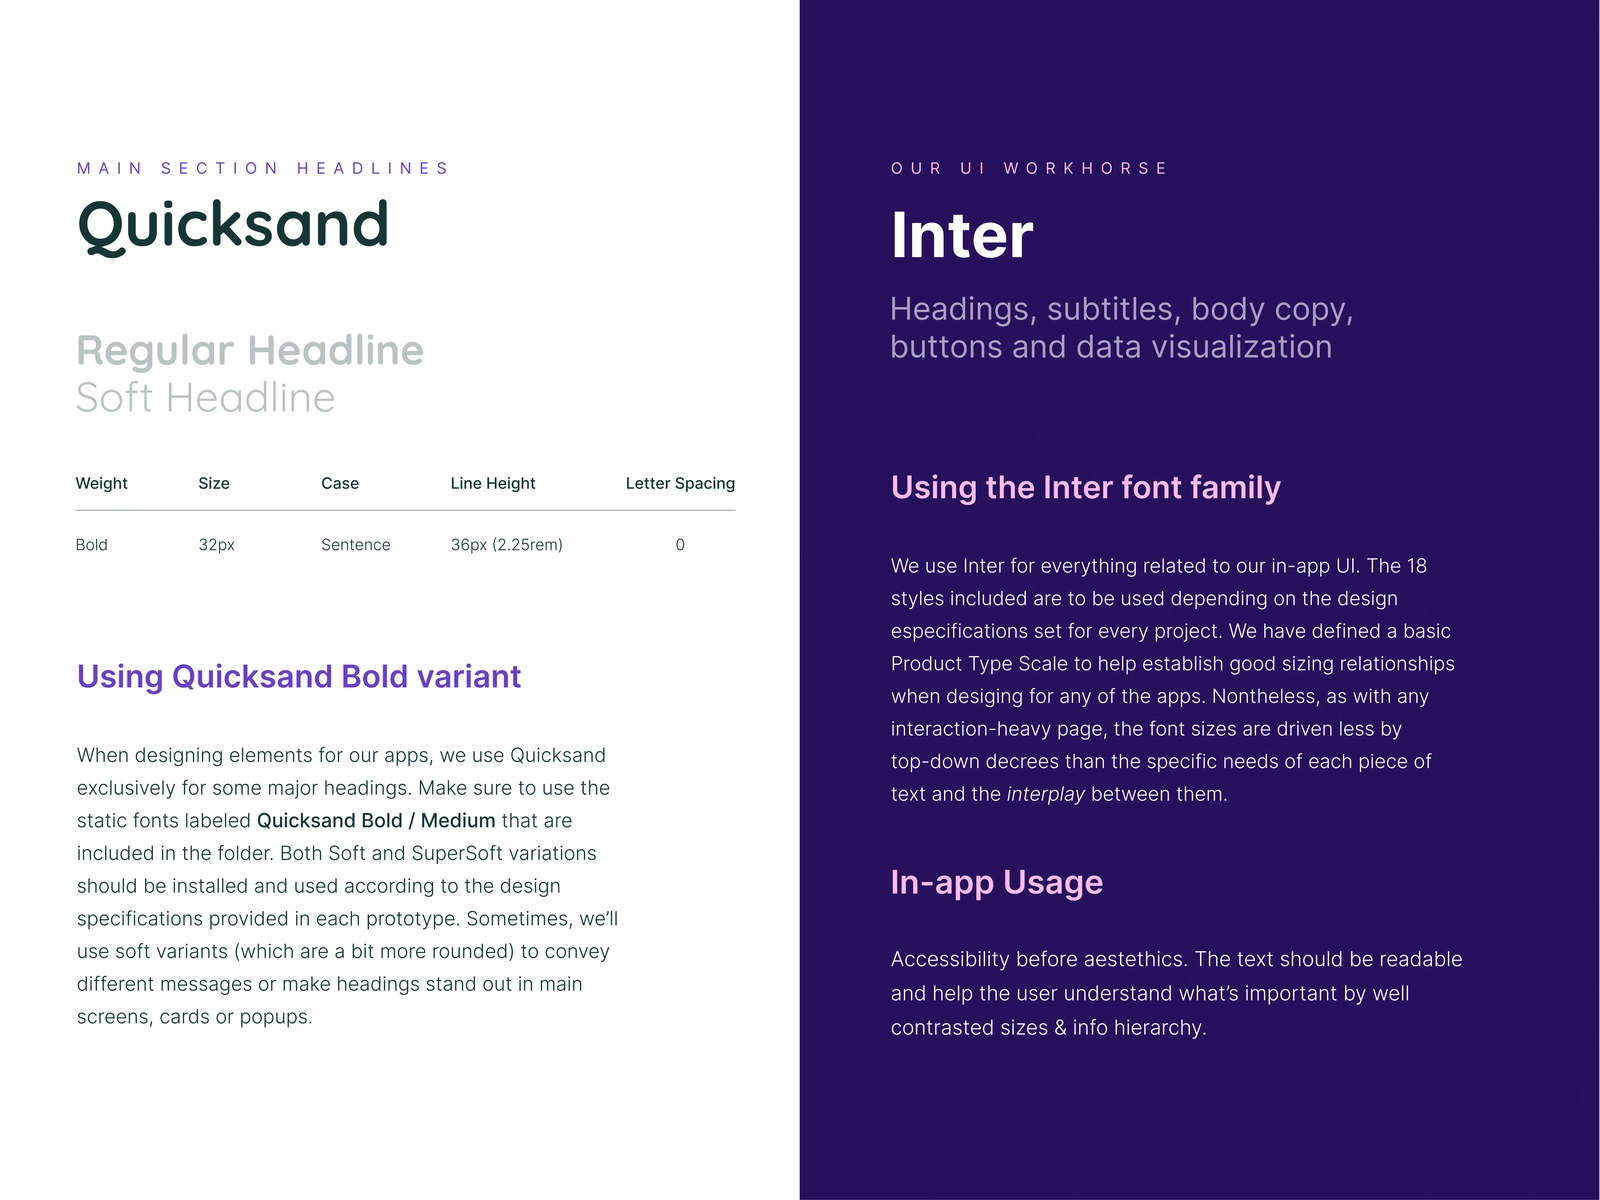 MAIN SECTION HEADLINES
Quicksand
Regular Headline
Soft Headline
Weight Size Case Line Height Letter Spacing
Bold 32px Sentence 36px (2.25rem) 0
Using Quicksand Bold variant
When designing elements for our apps, we use Quicksand
exclusively for some major headings. Make sure to use the
static fonts labeled Quicksand Bold / Medium that are
included in the folder. Both Soft and SuperSoft variations
should be installed and used according to the design
specifications provided in each prototype. Sometimes, we’ll
use soft variants (which are a bit more rounded) to convey
different messages or make headings stand out in main
screens, cards or popups.
OUR UI WORKHORSE
Inter
Headings, subtitles, body copy,
buttons and data visualization
Using the Inter font family
We use Inter for everything related to our in-app UI. The 18
styles included are to be used depending on the design
especifications set for every project. We have defined a basic
Product Type Scale to help establish good sizing relationships
when desiging for any of the apps. Nontheless, as with any
interaction-heavy page, the font sizes are driven less by
top-down decrees than the specific needs of each piece of
text and the interplay between them.
In-app Usage
Accessibility before aestethics. The text should be readable
and help the user understand what’s important by well
contrasted sizes & info hierarchy.